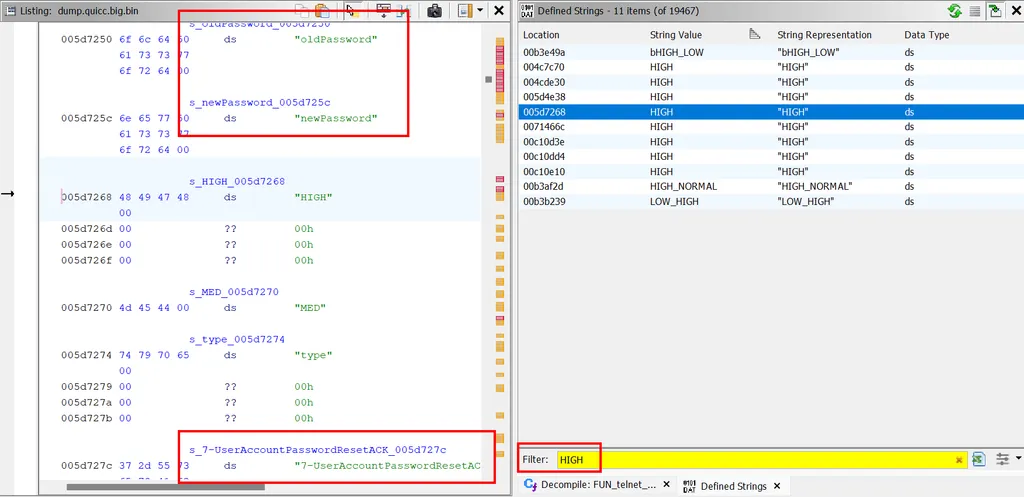 Listing: dump.quicc.blg.bin
s_oldPassword_005d7250
005d7250 6f 6c 64 50 ds "oldPassword"
61 73 73 77
6f 72 64 00
s_newPassword_005d725c
005d725c 6e 65 77 50 ds "newPassword"
61 73 73 77
6f 72 64 00
s_HIGH_005d7268
005d7268 48 49 47 48 ds "HIGH"
00
005d726d 00 ?? 00h
005d726e 00 ?? 00h
005d726f 00 ?? 00h
s_MED_005d7270
005d7270 4d 45 44 00 ds "MED"
s_type_005d7274
005d7274 74 79 70 65 ds "type"
00
005d7279 00 ?? 00h
005d727a 00 ?? 00h
005d727b 00 ?? 00h
s_7-UserAccountPasswordResetACK_005d727c
005d727c 37 2d 55 73 ds "7-UserAccountPasswordResetAC
Defined Strings - 11 items (of 19467)
Location String Value String Representation Data Type
00b3e49a bHIGH_LOW "bHIGH_LOW" ds
004c7c70 HIGH "HIGH" ds
004cde30 HIGH "HIGH" ds
005d4e38 HIGH "HIGH" ds
005d7268 HIGH "HIGH" ds
0071466c HIGH "HIGH" ds
00c10d3e HIGH "HIGH" ds
00c10dd4 HIGH "HIGH" ds
00c10e10 HIGH "HIGH" ds
00b3af2d HIGH_NORMAL "HIGH_NORMAL" ds
00b3b239 LOW_HIGH "LOW_HIGH" ds
Filter: HIGH
Decompile: FUN_telnet_...
Defined Strings